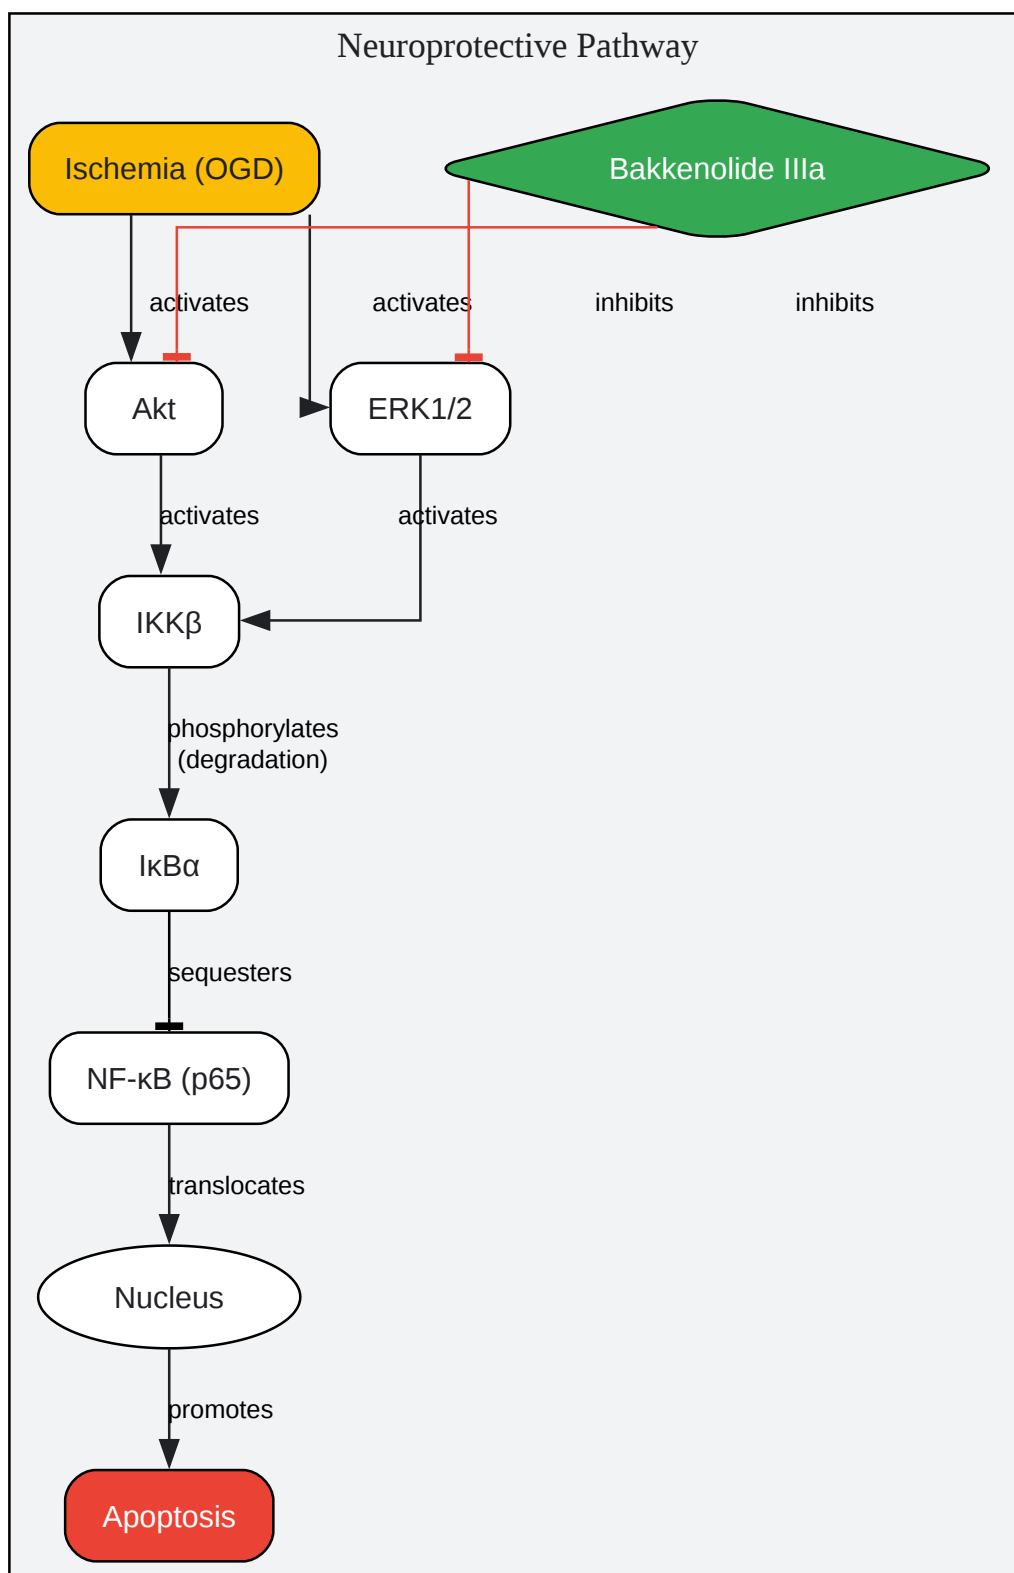 Neuroprotective Pathway
Ischemia (OGD)
Bakkenolide IIIa
activates
activates
inhibits
inhibits
Akt
ERK1/2
activates
activates
IKKβ
phosphorylates
(degradation)
IκBα
sequesters
NF-κB (p65)
translocates
Nucleus
promotes
Apoptosis